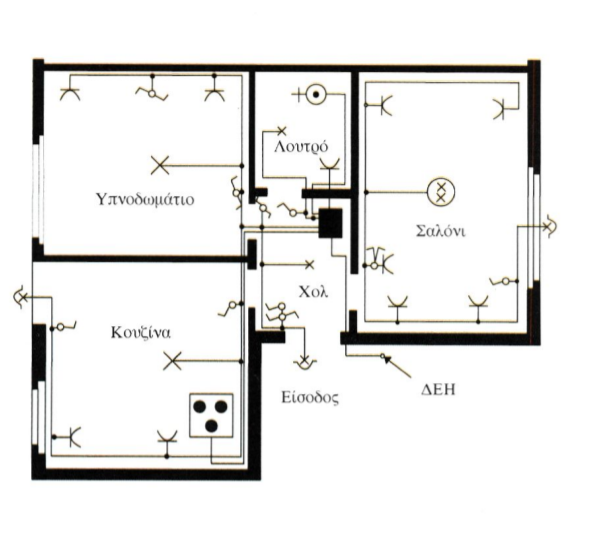 Λουτρό
Υπνοδωμάτιο
Σαλόνι
Χολ
Κουζίνα
Είσοδος
ΔΕΗ